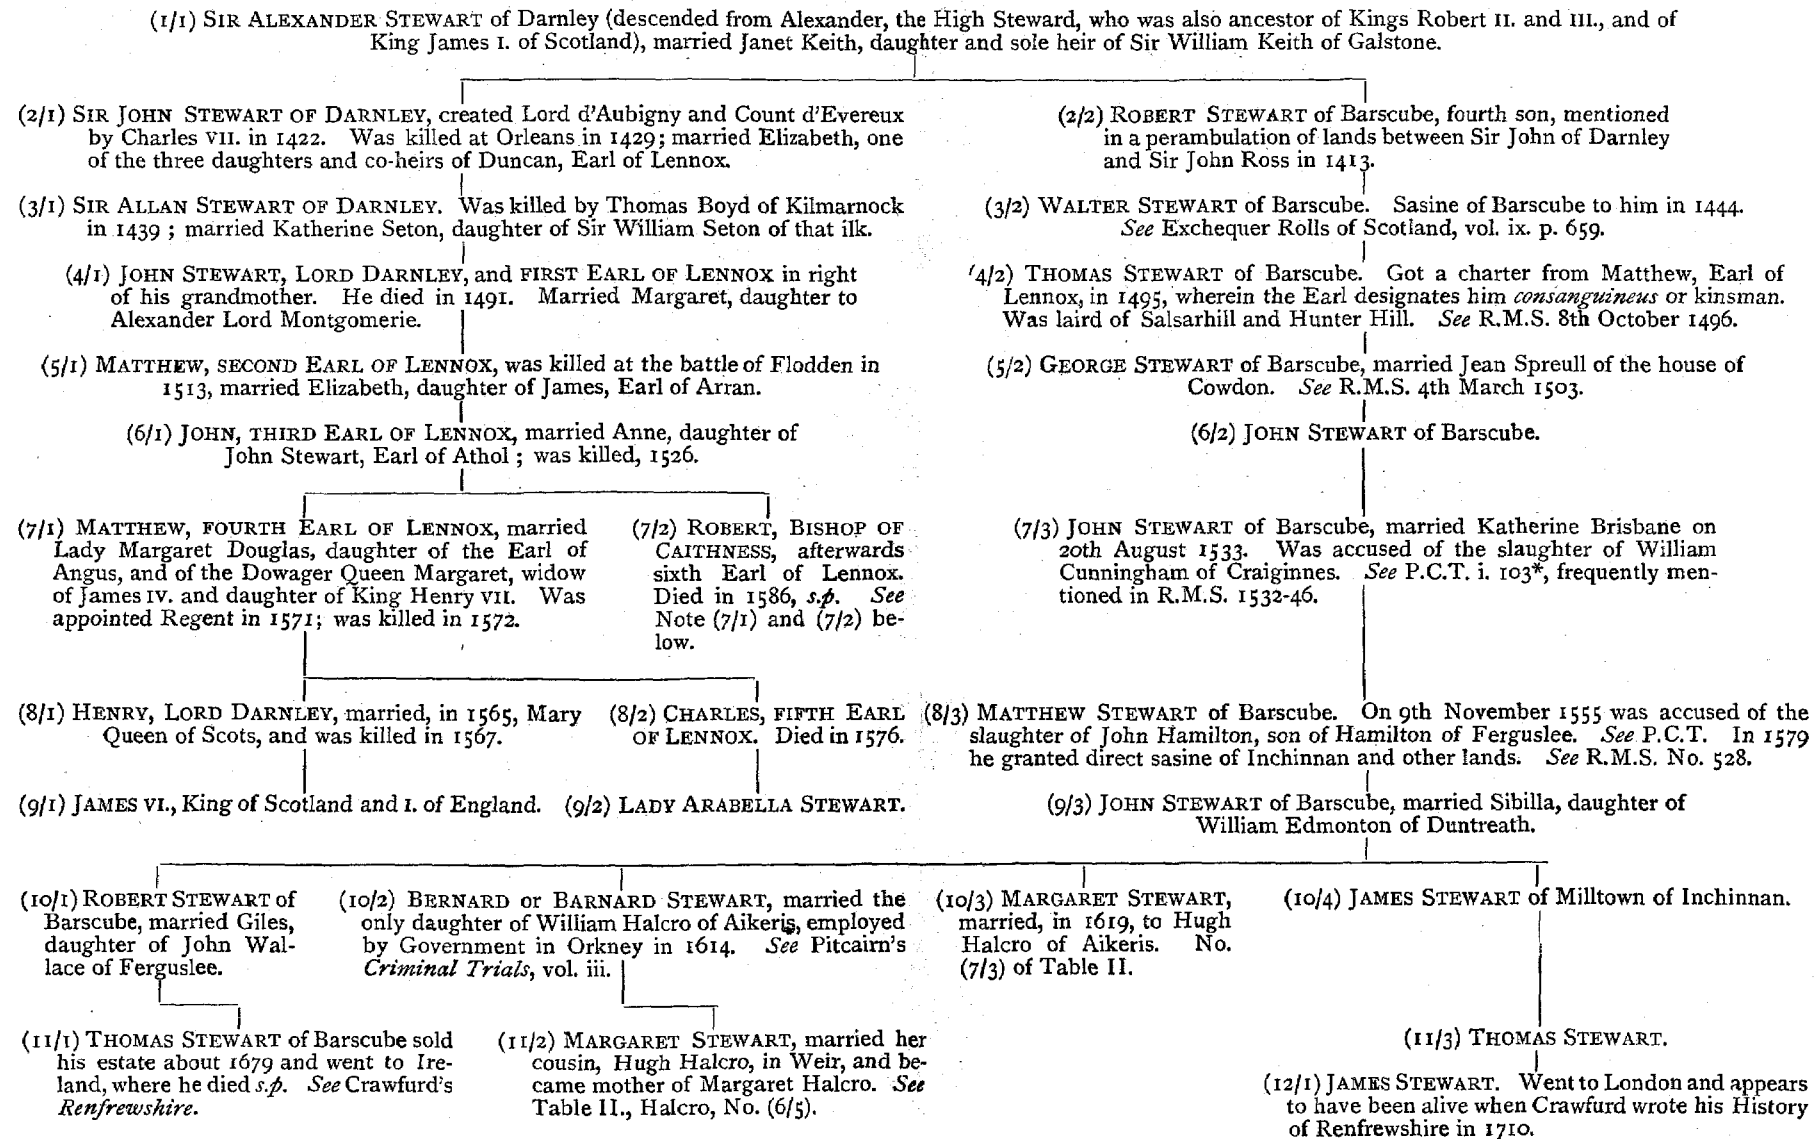 (1/1) SIR ALEXANDER STEWART of Darnley (descended from Alexander, the High Steward, who was also ancestor of Kings Robert II. and III., and of
King James I. of Scotland), married Janet Keith, daughter and sole heir of Sir William Keith of Galstone.
(2/1) SIR JOHN STEWART OF DARNLEY, created Lord d'Aubigny and Count d'Evereux
by Charles VII. in 1422. Was killed at Orleans in 1429; married Elizabeth, one
of the three daughters and co-heirs of Duncan, Earl of Lennox.
(2/2) ROBERT STEWART of Barscube, fourth son, mentioned
in a perambulation of lands between Sir John of Darnley
and Sir John Ross in 1413.
(3/1) SIR ALLAN STEWART OF DARNLEY. Was killed by Thomas Boyd of Kilmarnock
in 1439 ; married Katherine Seton, daughter of Sir William Seton of that ilk.
(3/2) WALTER STEWART of Barscube. Sasine of Barscube to him in 1444.
See Exchequer Rolls of Scotland, vol. ix. p. 659.
(4/1) JOHN STEWART, LORD DARNLEY, and FIRST EARL OF LENNOX in right
of his grandmother. He died in 1491. Married Margaret, daughter to
Alexander Lord Montgomerie.
(4/2) THOMAS STEWART of Barscube. Got a charter from Matthew, Earl of
Lennox, in 1495, wherein the Earl designates him consanguineus or kinsman.
Was laird of Salsarhill and Hunter Hill. See R.M.S. 8th October 1496.
(5/1) MATTHEW, SECOND EARL OF LENNOX, was killed at the battle of Flodden in
1513, married Elizabeth, daughter of James, Earl of Arran.
(5/2) GEORGE STEWART of Barscube, married Jean Spreull of the house of
Cowdon. See R.M.S. 4th March 1503.
(6/1) JOHN, THIRD EARL OF LENNOX, married Anne, daughter of
John Stewart, Earl of Athol ; was killed, 1526.
(6/2) JOHN STEWART of Barscube.
(7/1) MATTHEW, FOURTH EARL OF LENNOX, married
Lady Margaret Douglas, daughter of the Earl of
Angus, and of the Dowager Queen Margaret, widow
of James IV. and daughter of King Henry VII. Was
appointed Regent in 1571; was killed in 1572.
(7/2) ROBERT, BISHOP OF
CAITHNESS, afterwards
sixth Earl of Lennox.
Died in 1586, s.p. See
Note (7/1) and (7/2) be-
low.
(7/3) JOHN STEWART of Barscube, married Katherine Brisbane on
20th August 1533. Was accused of the slaughter of William
Cunningham of Craiginnes. See P.C.T. i. 103*, frequently men-
tioned in R.M.S. 1532-46.
(8/1) HENRY, LORD DARNLEY, married, in 1565, Mary
Queen of Scots, and was killed in 1567.
(8/2) CHARLES, FIFTH EARL
OF LENNOX. Died in 1576.
(8/3) MATTHEW STEWART of Barscube. On 9th November 1555 was accused of the
slaughter of John Hamilton, son of Hamilton of Ferguslee. See P.C.T. In 1579
he granted direct sasine of Inchinnan and other lands. See R.M.S. No. 528.
(9/1) JAMES VI., King of Scotland and I. of England.
(9/2) LADY ARABELLA STEWART.
(9/3) JOHN STEWART of Barscube, married Sibilla, daughter of
William Edmonton of Duntreath.
(10/1) ROBERT STEWART of
Barscube, married Giles,
daughter of John Wal-
lace of Ferguslee.
(10/2) BERNARD or BARNARD STEWART, married the
only daughter of William Halcro of Aikeris, employed
by Government in Orkney in 1614. See Pitcairn's
Criminal Trials, vol. iii.
(10/3) MARGARET STEWART,
married, in 1619, to Hugh
Halcro of Aikeris. No.
(7/3) of Table II.
(10/4) JAMES STEWART of Milltown of Inchinnan.
(11/1) THOMAS STEWART of Barscube sold
his estate about 1679 and went to Ire-
land, where he died s.p. See Crawfurd's
Renfrewshire.
(11/2) MARGARET STEWART, married her
cousin, Hugh Halcro, in Weir, and be-
came mother of Margaret Halcro. See
Table II., Halcro, No. (6/5).
(11/3) THOMAS STEWART.
(12/1) JAMES STEWART. Went to London and appears
to have been alive when Crawfurd wrote his History
of Renfrewshire in 1710.